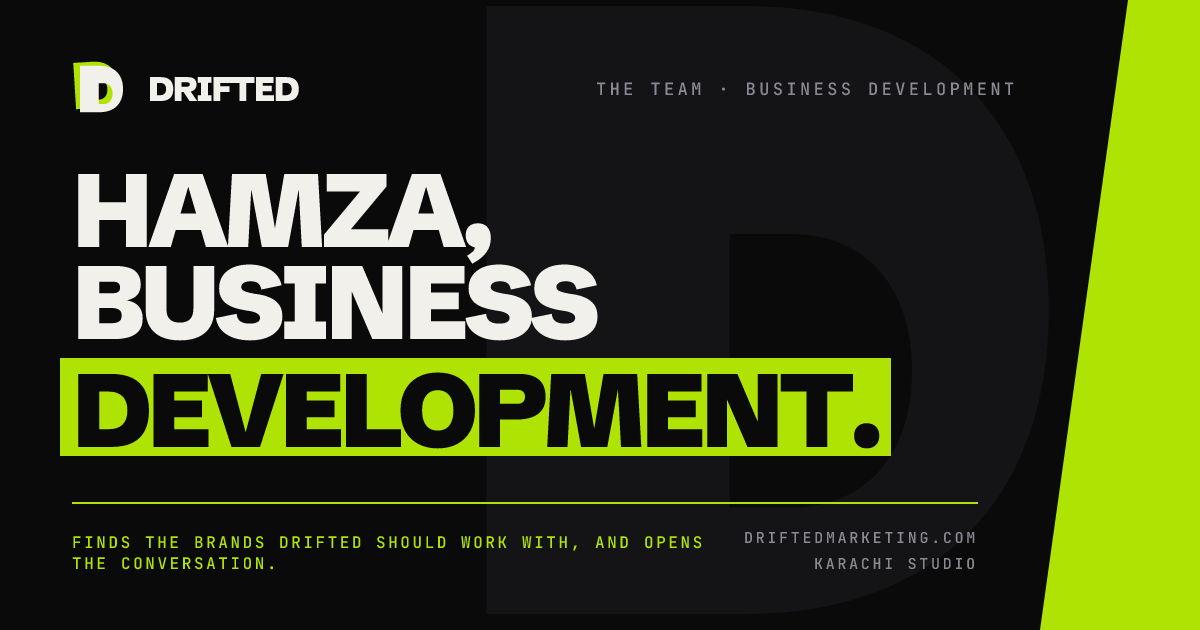 DRIFTED
THE TEAM · BUSINESS DEVELOPMENT
HAMZA,
BUSINESS
DEVELOPMENT.
FINDS THE BRANDS DRIFTED SHOULD WORK WITH, AND OPENS
THE CONVERSATION.
DRIFTEDMARKETING.COM
KARACHI STUDIO